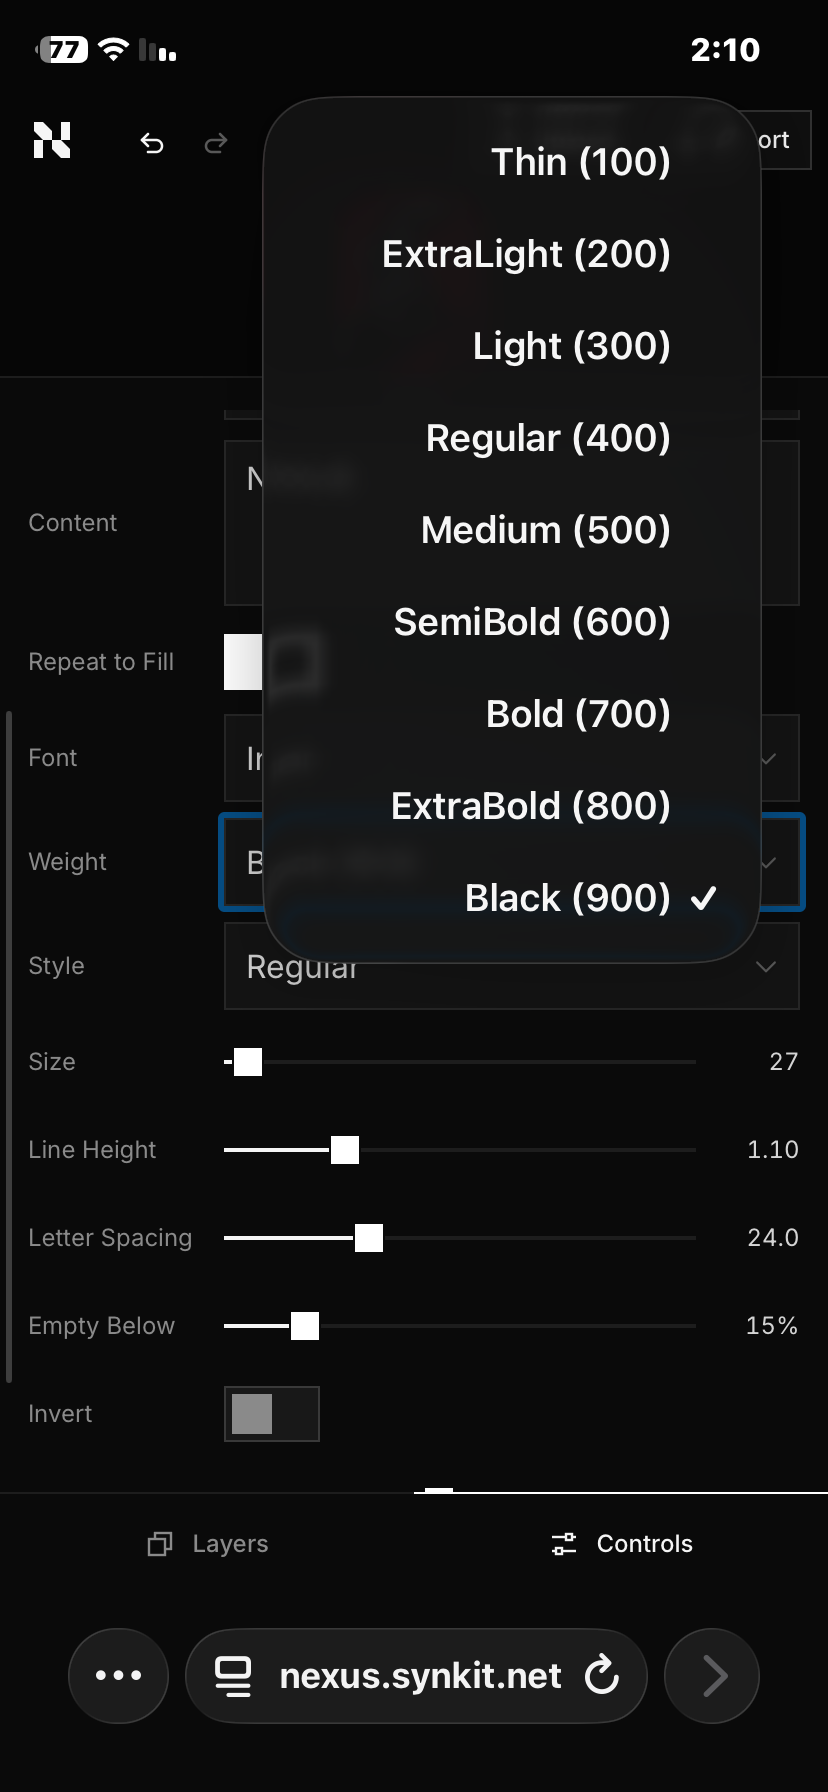 77
2:10
ort
Thin (100)
ExtraLight (200)
Light (300)
Regular (400)
Medium (500)
SemiBold (600)
Bold (700)
ExtraBold (800)
Black (900)
Content
Repeat to Fill
Font
Weight
Style
Regular
Size
27
Line Height
1.10
Letter Spacing
24.0
Empty Below
15%
Invert
Layers
Controls
nexus.synkit.net